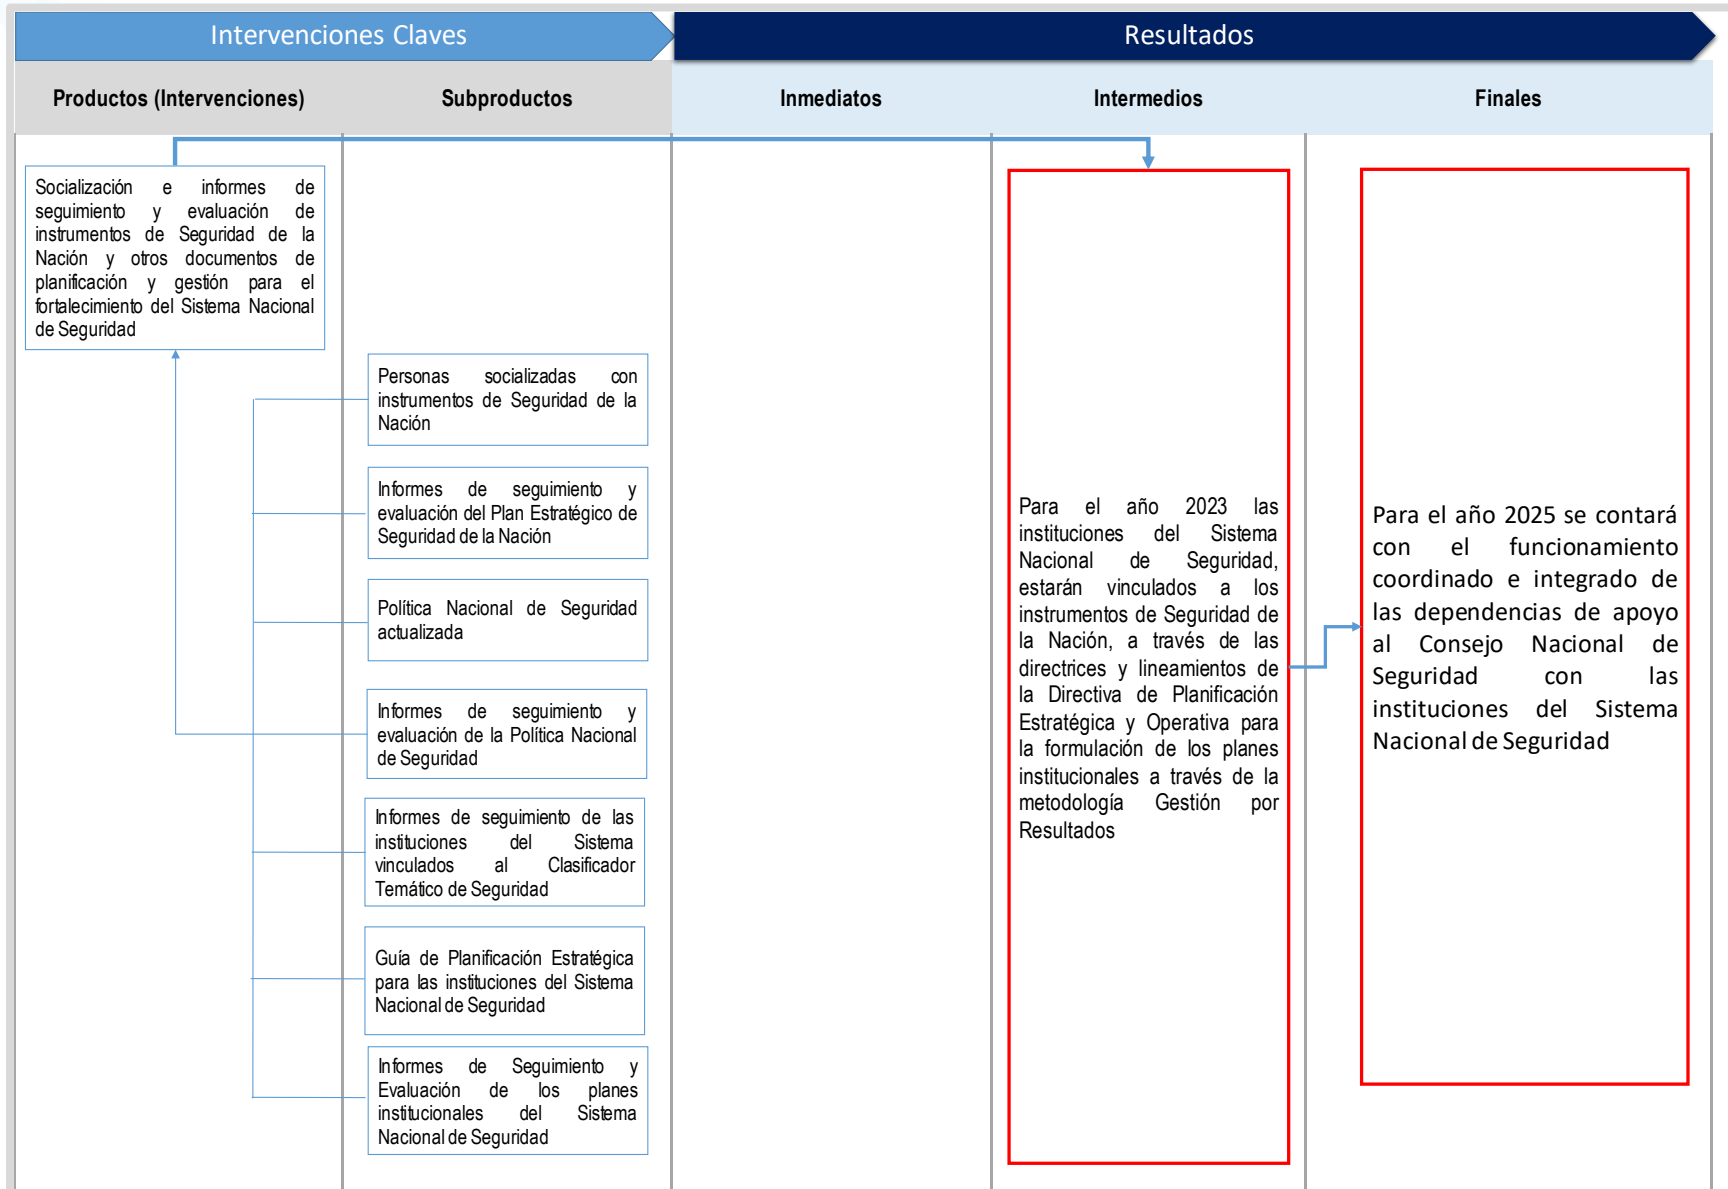 Intervenciones Claves
Resultados
Productos (Intervenciones)
Subproductos
Inmediatos
Intermedios
Finales
Socialización e informes de
seguimiento y evaluación de
instrumentos de Seguridad de la
Nación y otros documentos de
planificación y gestión para el
fortalecimiento del Sistema Nacional
de Seguridad
Personas socializadas con
instrumentos de Seguridad de la
Nación
Informes de seguimiento y
evaluación del Plan Estratégico de
Seguridad de la Nación
Política Nacional de Seguridad
actualizada
Informes de seguimiento y
evaluación de la Política Nacional
de Seguridad
Informes de seguimiento de las
instituciones del Sistema
vinculados al Clasificador
Temático de Seguridad
Guía de Planificación Estratégica
para las instituciones del Sistema
Nacional de Seguridad
Informes de Seguimiento y
Evaluación de los planes
institucionales del Sistema
Nacional de Seguridad
Para el año 2023 las
instituciones del Sistema
Nacional de Seguridad,
estarán vinculados a los
instrumentos de Seguridad de
la Nación, a través de las
directrices y lineamientos de
la Directiva de Planificación
Estratégica y Operativa para
la formulación de los planes
institucionales a través de la
metodología Gestión por
Resultados
Para el año 2025 se contará
con el funcionamiento
coordinado e integrado de
las dependencias de apoyo
al Consejo Nacional de
Seguridad con las
instituciones del Sistema
Nacional de Seguridad